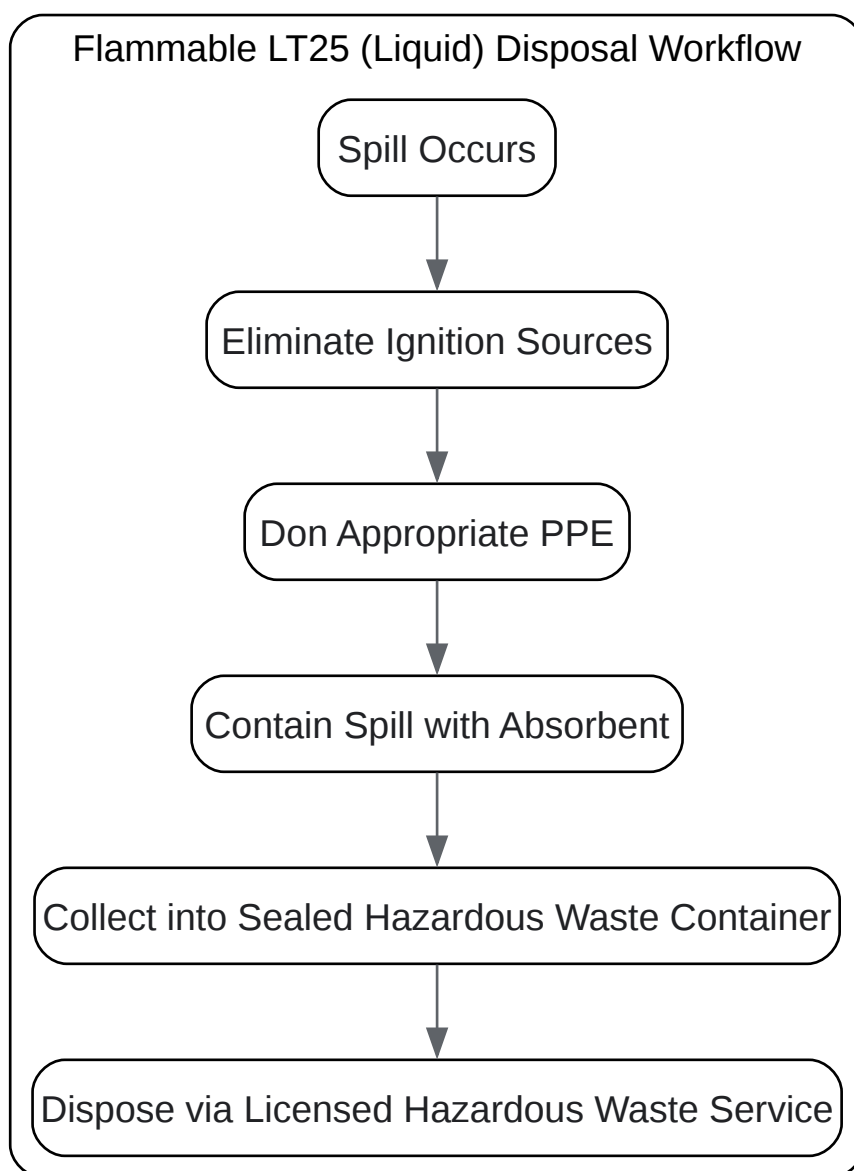 Flammable LT25 (Liquid) Disposal Workflow
Spill Occurs
Eliminate Ignition Sources
Don Appropriate PPE
Contain Spill with Absorbent
Collect into Sealed Hazardous Waste Container
Dispose via Licensed Hazardous Waste Service